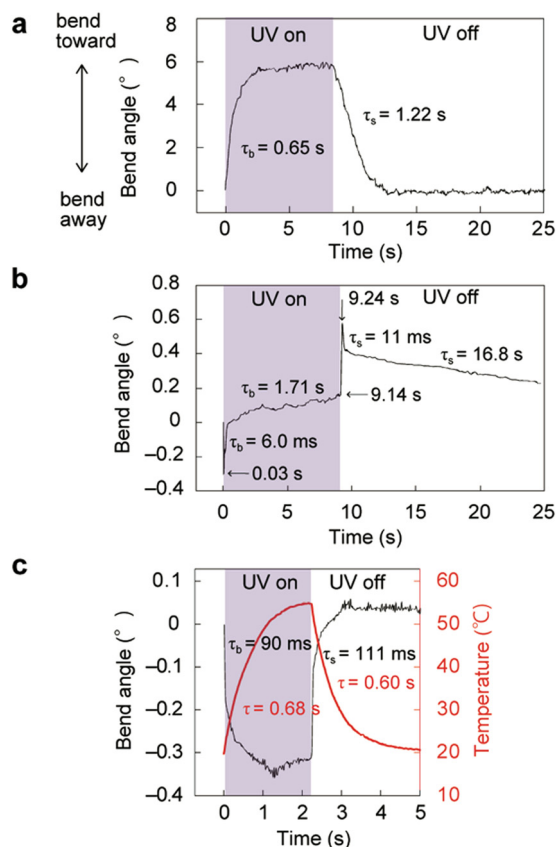 a
bend toward
bend away
Bend angle (°)
8
6
4
2
0
UV on
UV off
τb = 0.65 s
τs = 1.22 s
0 5 10 15 20 25
Time (s)
b
Bend angle (°)
0.8
0.6
0.4
0.2
0
–0.2
–0.4
UV on
9.24 s
UV off
τs = 11 ms
τs = 16.8 s
τb = 1.71 s
9.14 s
τb = 6.0 ms
0.03 s
0 5 10 15 20 25
Time (s)
c
Bend angle (°)
0.1
0
–0.1
–0.2
–0.3
–0.4
UV on
UV off
τb = 90 ms
τs = 111 ms
τ = 0.68 s
τ = 0.60 s
60
50
40
30
20
10
Temperature (°C)
0 1 2 3 4 5
Time (s)